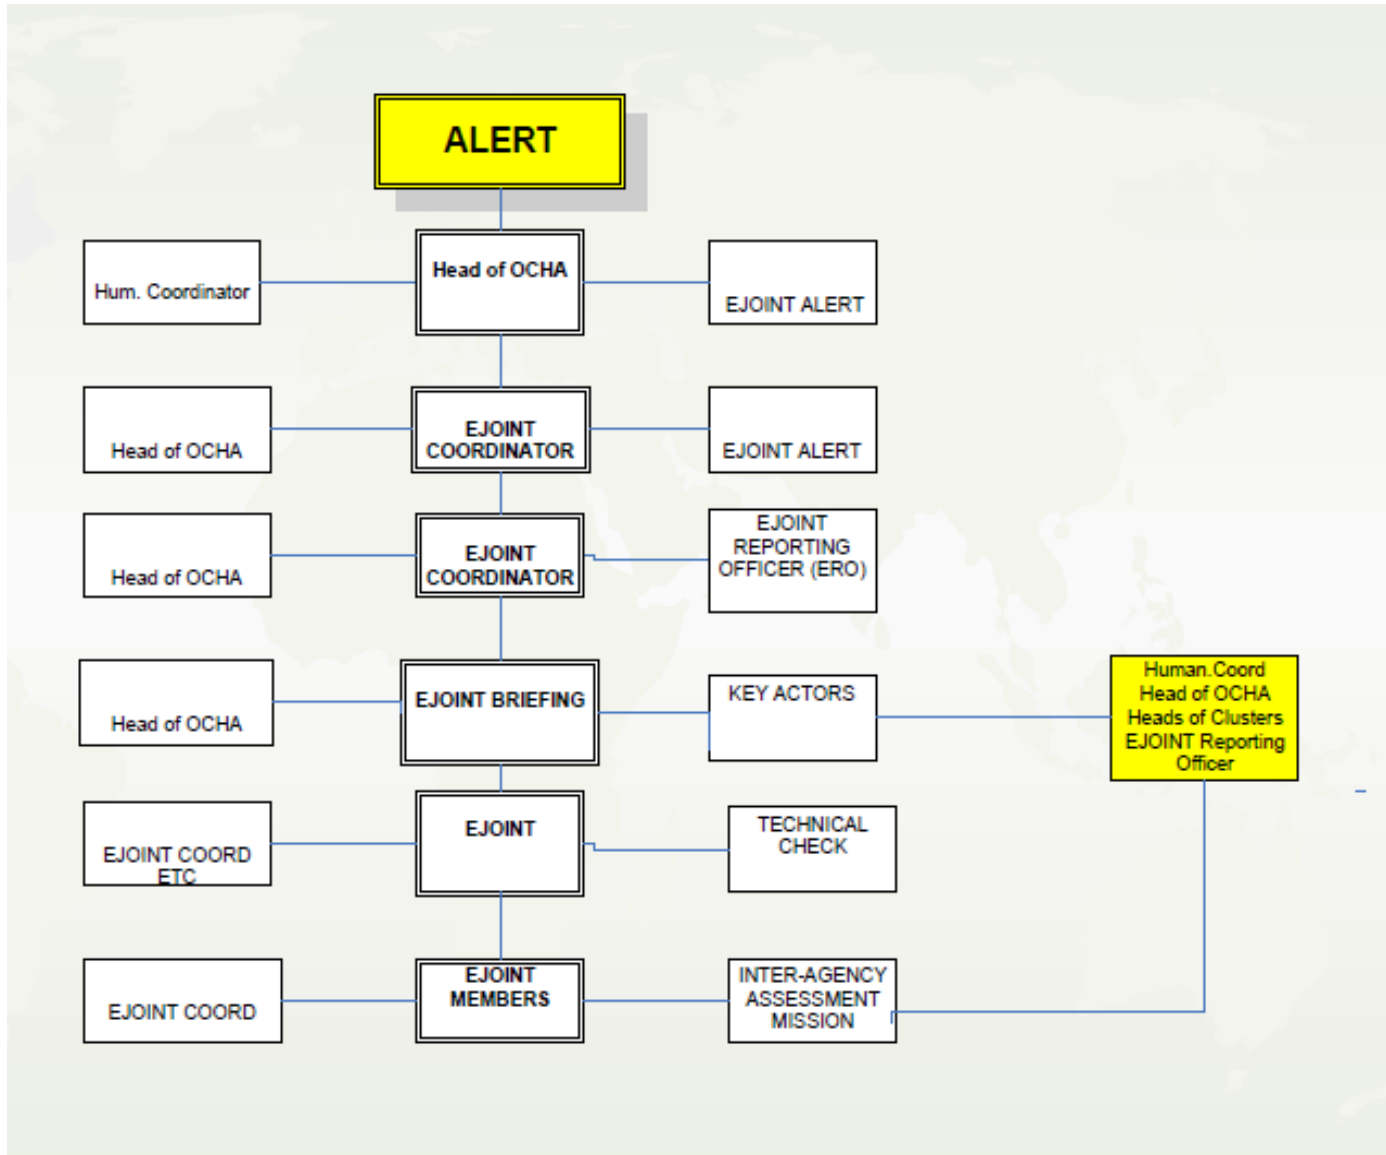 ALERT
Hum. Coordinator
Head of OCHA
EJOINT ALERT
Head of OCHA
EJOINT
COORDINATOR
EJOINT ALERT
Head of OCHA
EJOINT
COORDINATOR
EJOINT
REPORTING
OFFICER (ERO)
Head of OCHA
EJOINT BRIEFING
KEY ACTORS
Human.Coord
Head of OCHA
Heads of Clusters
EJOINT Reporting
Officer
EJOINT COORD
ETC
EJOINT
TECHNICAL
CHECK
EJOINT COORD
EJOINT
MEMBERS
INTER-AGENCY
ASSESSMENT
MISSION